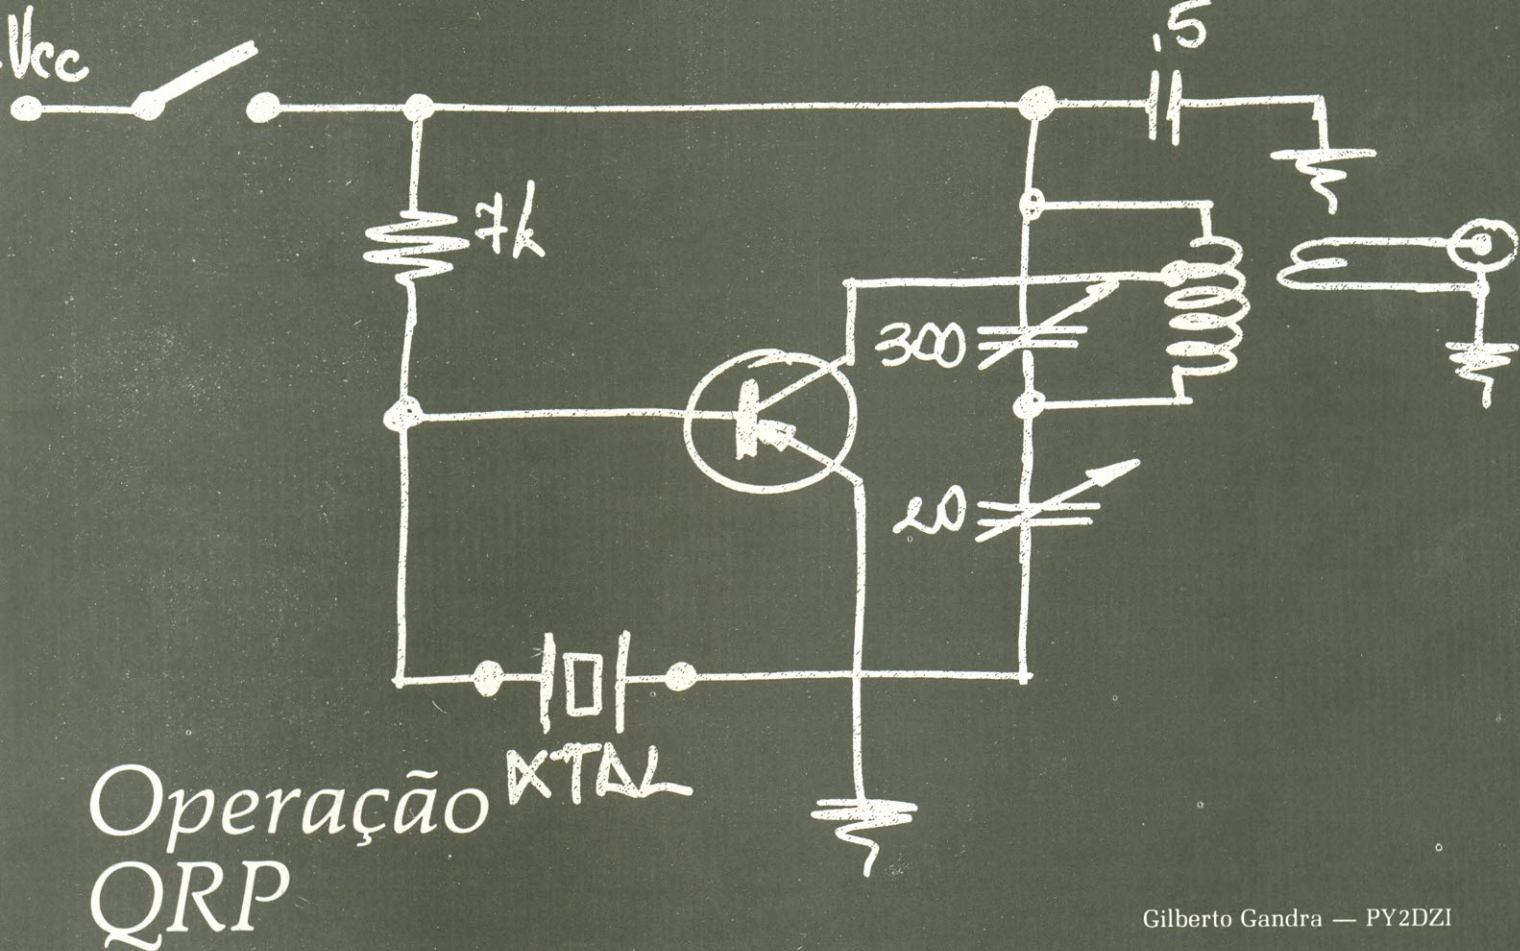 Vcc
.5
7k
300
20
XTAL
Operação
QRP
Gilberto Gandra — PY2DZI